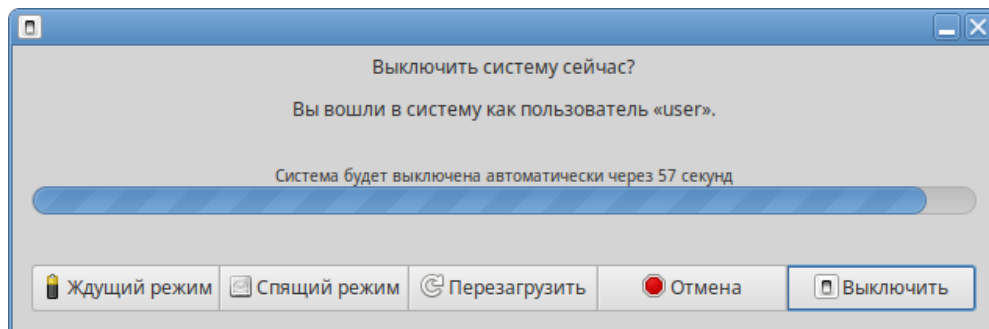 Выключить систему сейчас?
Вы вошли в систему как пользователь «user».
Система будет выключена автоматически через 57 секунд
Ждущий режим Спящий режим Перезагрузить Отмена Выключить